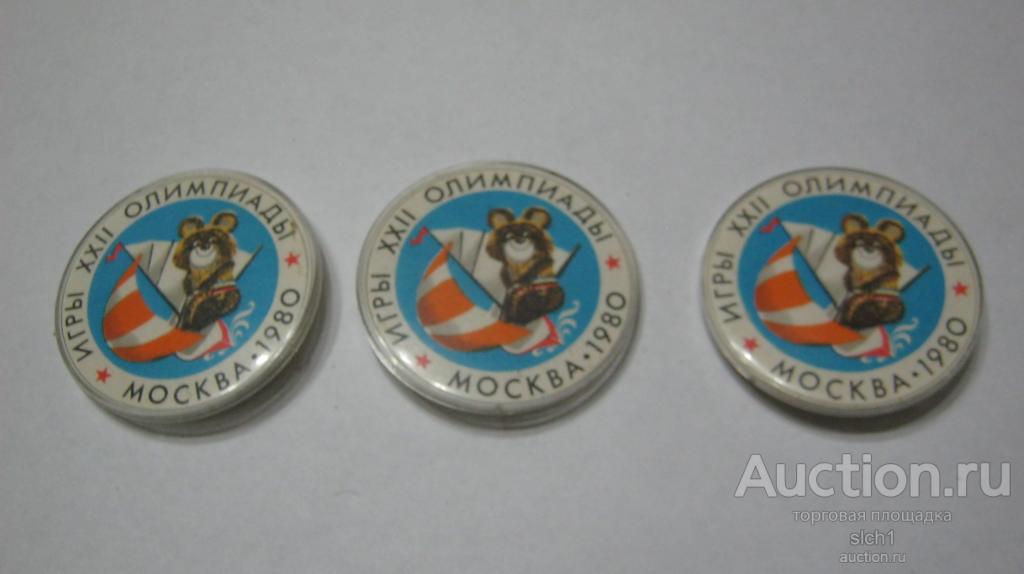 ИГРЫ XXII ОЛИМПИАДЫ
МОСКВА • 1980
ИГРЫ XXII ОЛИМПИАДЫ
МОСКВА • 1980
ИГРЫ XXII ОЛИМПИАДЫ
МОСКВА • 1980
Auction.ru
торговая площадка
slch1
auction.ru